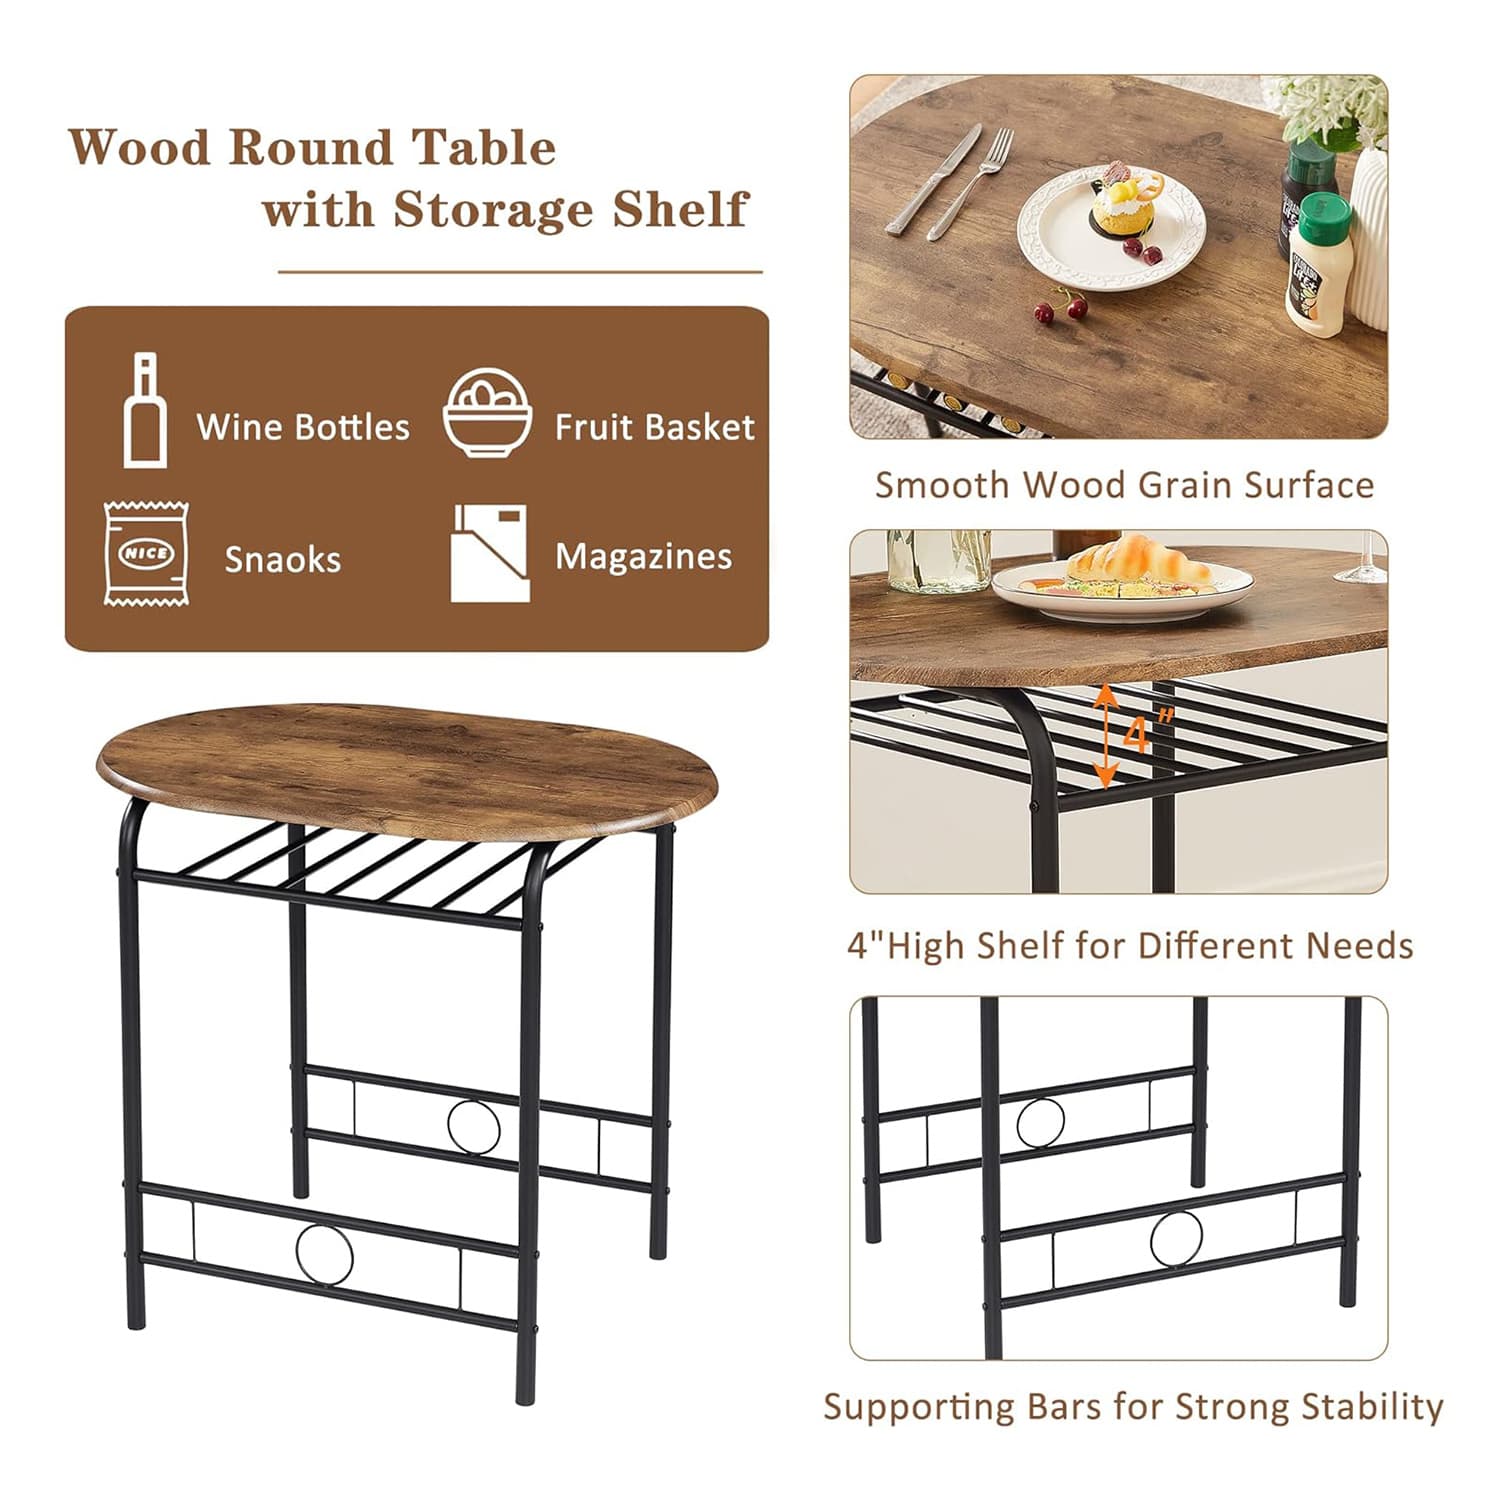 Wood Round Table
with Storage Shelf
Wine Bottles
Fruit Basket
NICE
Snaoks
Magazines
Smooth Wood Grain Surface
4"
4"High Shelf for Different Needs
Supporting Bars for Strong Stability